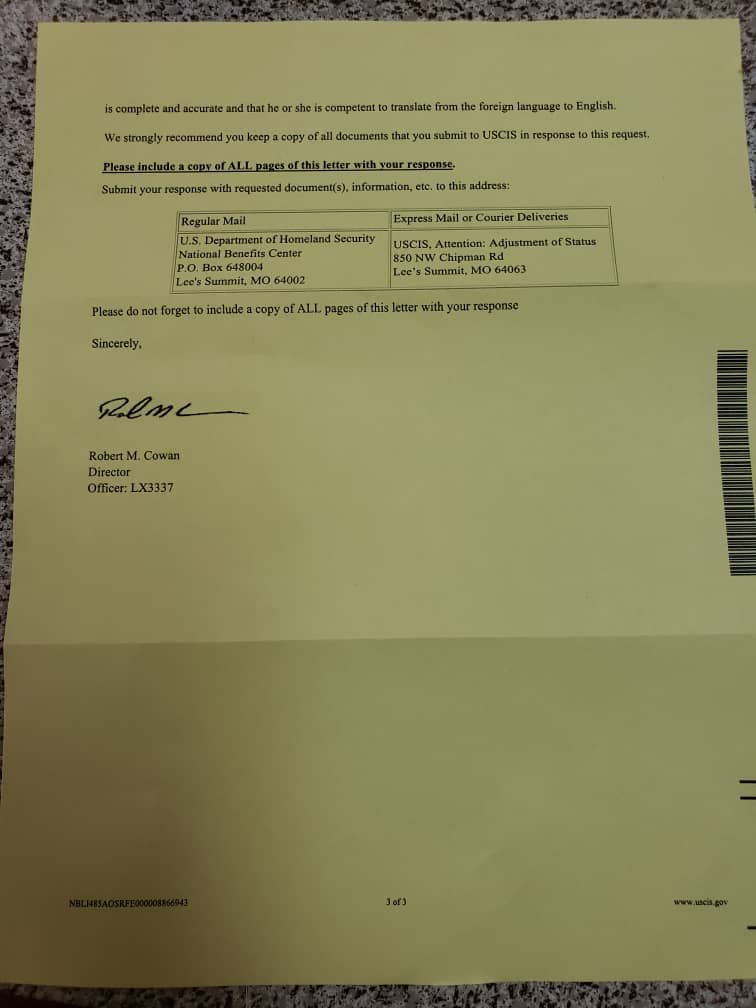 is complete and accurate and that he or she is competent to translate from the foreign language to English.
We strongly recommend you keep a copy of all documents that you submit to USCIS in response to this request.
Please include a copy of ALL pages of this letter with your response.
Submit your response with requested document(s), information, etc. to this address:
Regular Mail
Express Mail or Courier Deliveries
U.S. Department of Homeland Security
National Benefits Center
P.O. Box 648004
Lee's Summit, MO 64002
USCIS, Attention: Adjustment of Status
850 NW Chipman Rd
Lee's Summit, MO 64063
Please do not forget to include a copy of ALL pages of this letter with your response
Sincerely,
Robert M. Cowan
Director
Officer: LX3337
NBLI485AOSRFE000008866943
3 of 3
www.uscis.gov